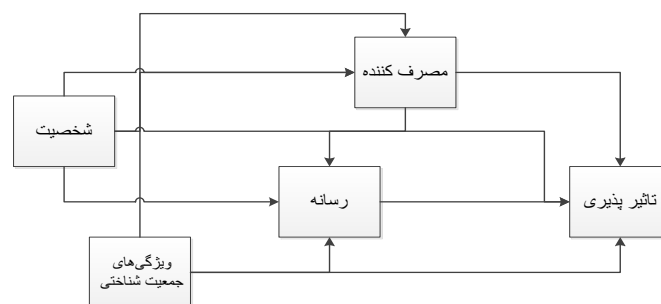 مصرف کننده
شخصیت
رسانه
تاثیر پذیری
ویژگی‌های
جمعیت شناختی